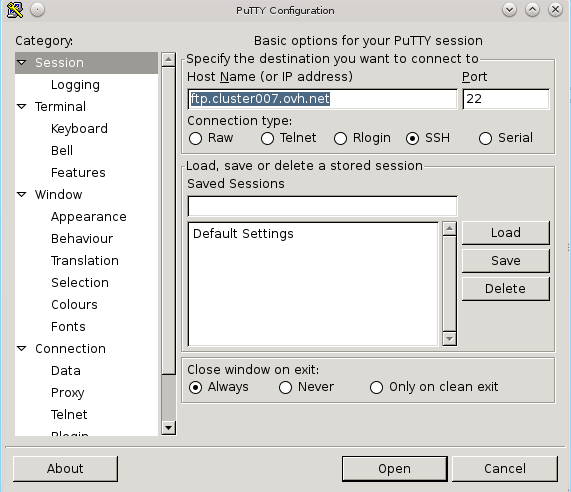 PuTTY Configuration
Category:
Session
Logging
Terminal
Keyboard
Bell
Features
Window
Appearance
Behaviour
Translation
Selection
Colours
Fonts
Connection
Data
Proxy
Telnet
Rlogin
Basic options for your PuTTY session
Specify the destination you want to connect to
Host Name (or IP address) Port
ftp.cluster007.ovh.net 22
Connection type:
Raw Telnet Rlogin SSH Serial
Load, save or delete a stored session
Saved Sessions
Default Settings
Load
Save
Delete
Close window on exit:
Always Never Only on clean exit
About Open Cancel